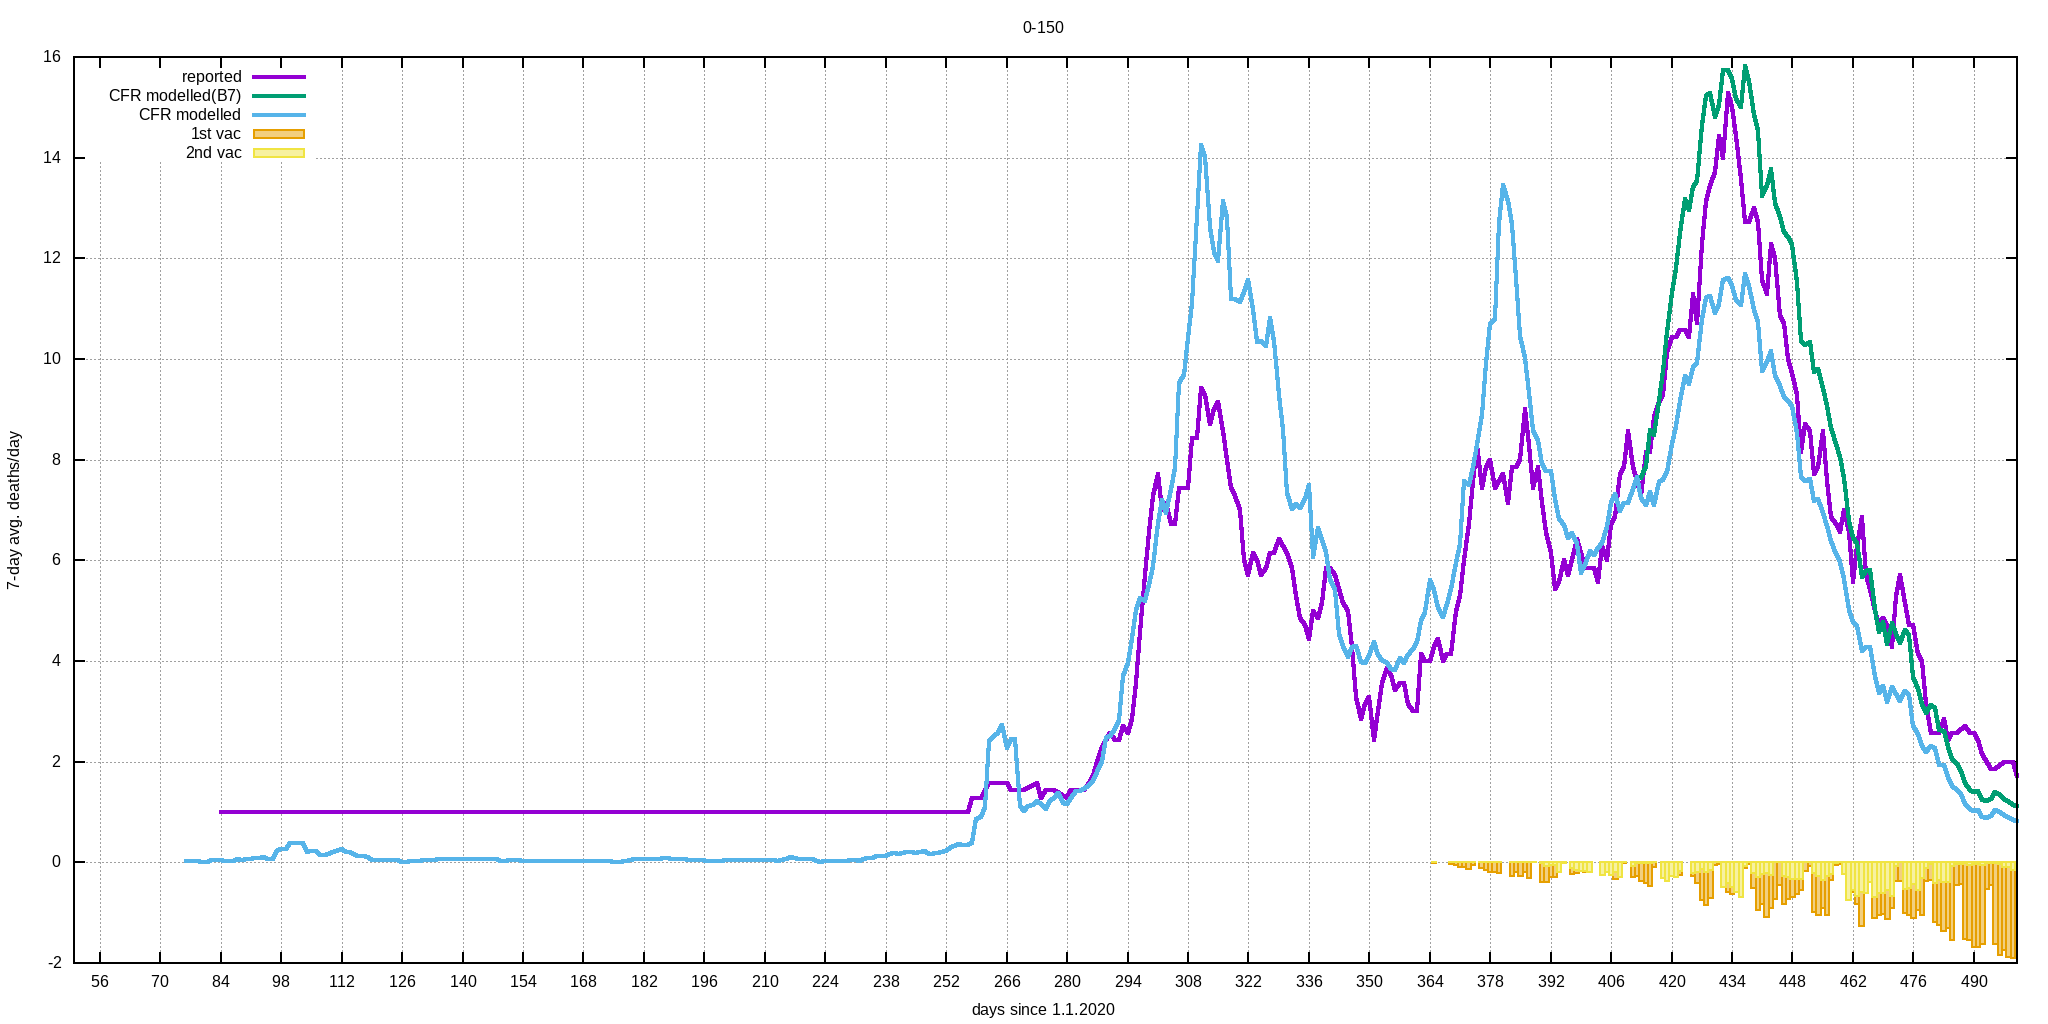 0-150
reported
CFR modelled(B7)
CFR modelled
1st vac
2nd vac
16
14
12
10
8
6
4
2
0
-2
7-day avg. deaths/day
56 70 84 98 112 126 140 154 168 182 196 210 224 238 252 266 280 294 308 322 336 350 364 378 392 406 420 434 448 462 476 490
days since 1.1.2020